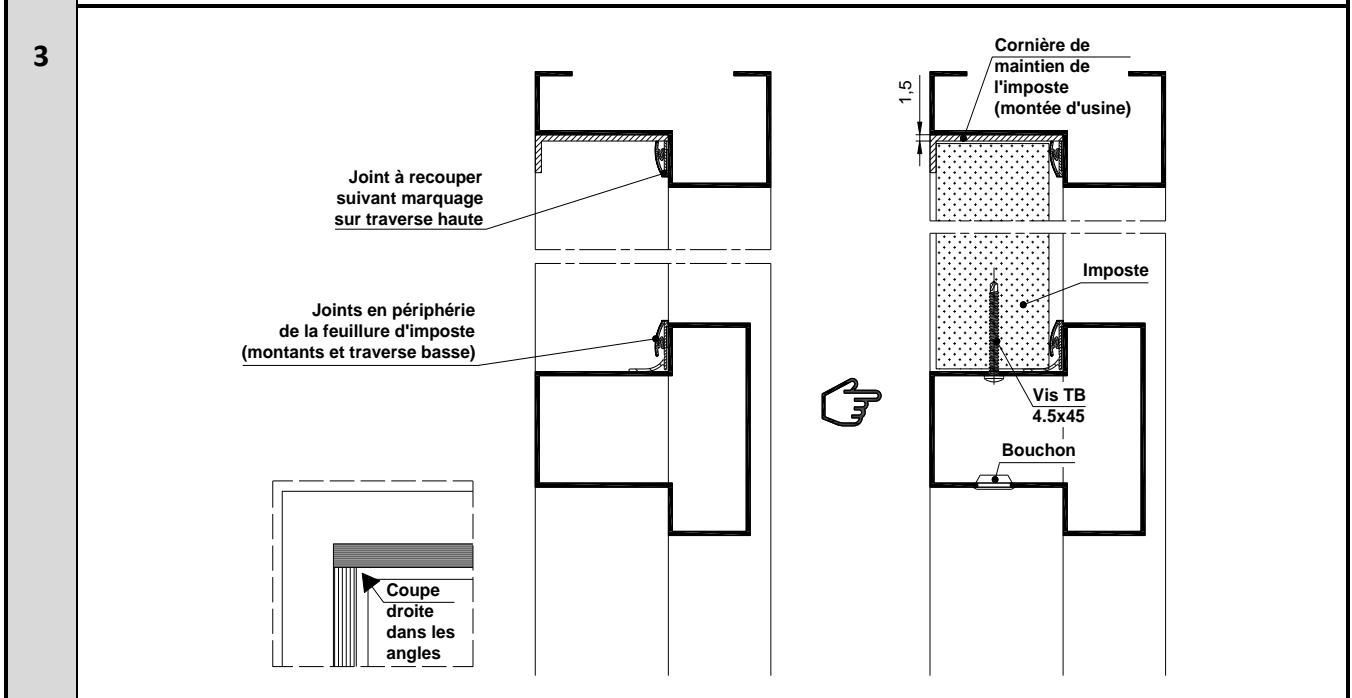 3
Cornière de
maintien de
l'imposte
(montée d'usine)
1,5
Joint à recouper
suivant marquage
sur traverse haute
Imposte
Joints en périphérie
de la feuillure d'imposte
(montants et traverse basse)
Vis TB
4.5x45
Bouchon
Coupe
droite
dans les
angles